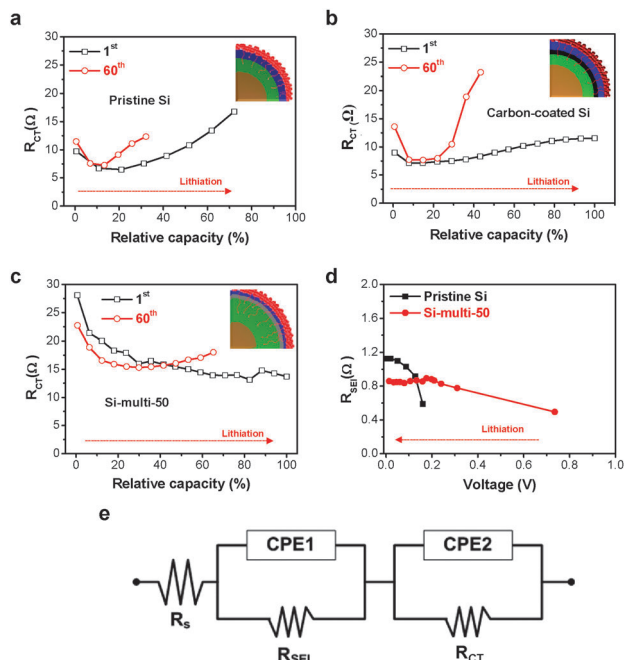 a
1st
60th
Pristine Si
RCT(Ω)
30
25
20
15
10
5
0
Lithiation
0 20 40 60 80 100
Relative capacity (%)
b
1st
60th
Carbon-coated Si
RCT(Ω)
30
25
20
15
10
5
0
Lithiation
0 20 40 60 80 100
Relative capacity (%)
c
1st
60th
RCT(Ω)
30
25
20
15
10
5
0
Si-multi-50
Lithiation
0 20 40 60 80 100
Relative capacity (%)
d
Pristine Si
Si-multi-50
RSEI(Ω)
1.8
1.2
0.9
0.4
0.0
Lithiation
0.0 0.2 0.4 0.6 0.8 1.0
Voltage (V)
e
CPE1
CPE2
Rs
RSEI
RCT